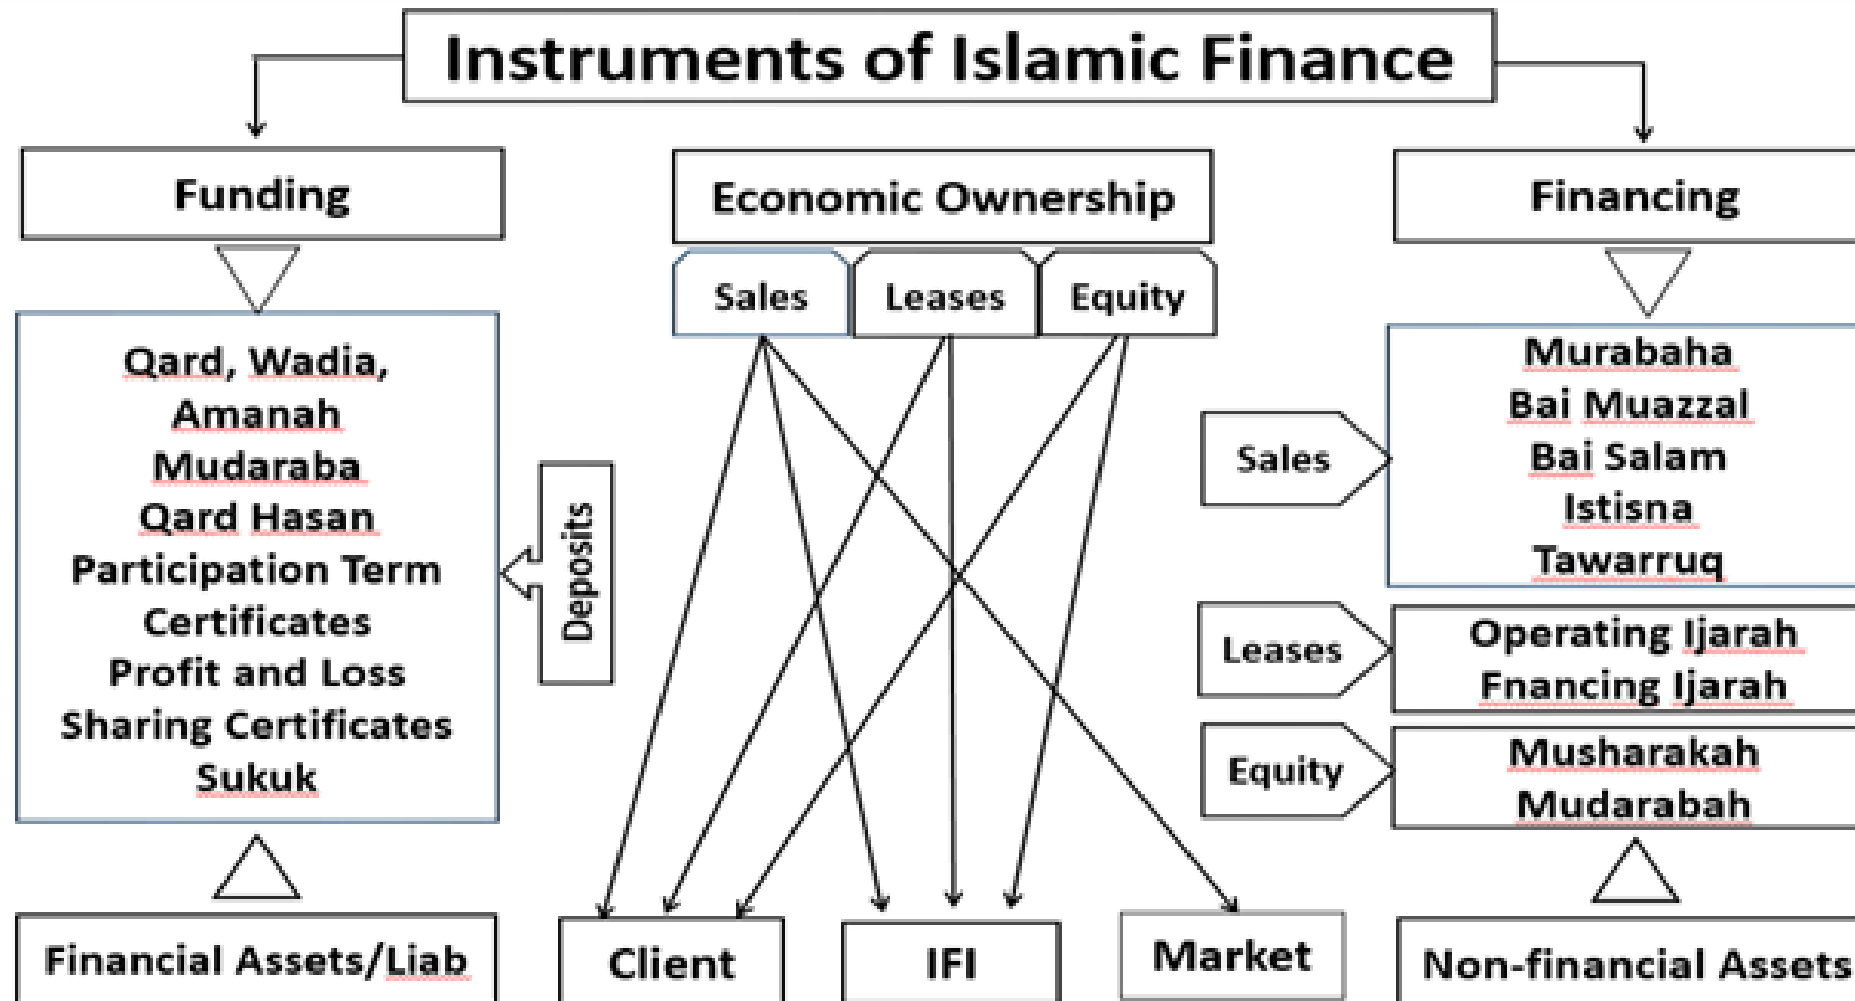 Instruments of Islamic Finance
Funding
Economic Ownership
Financing
Sales
Leases
Equity
Qard, Wadia,
Amanah
Mudaraba
Qard Hasan
Participation Term
Certificates
Profit and Loss
Sharing Certificates
Sukuk
Deposits
Sales
Murabaha
Bai Muazzal
Bai Salam
Istisna
Tawarruq
Leases
Operating Ijarah
Fnancing Ijarah
Equity
Musharakah
Mudarabah
Financial Assets/Liab
Client
IFI
Market
Non-financial Assets